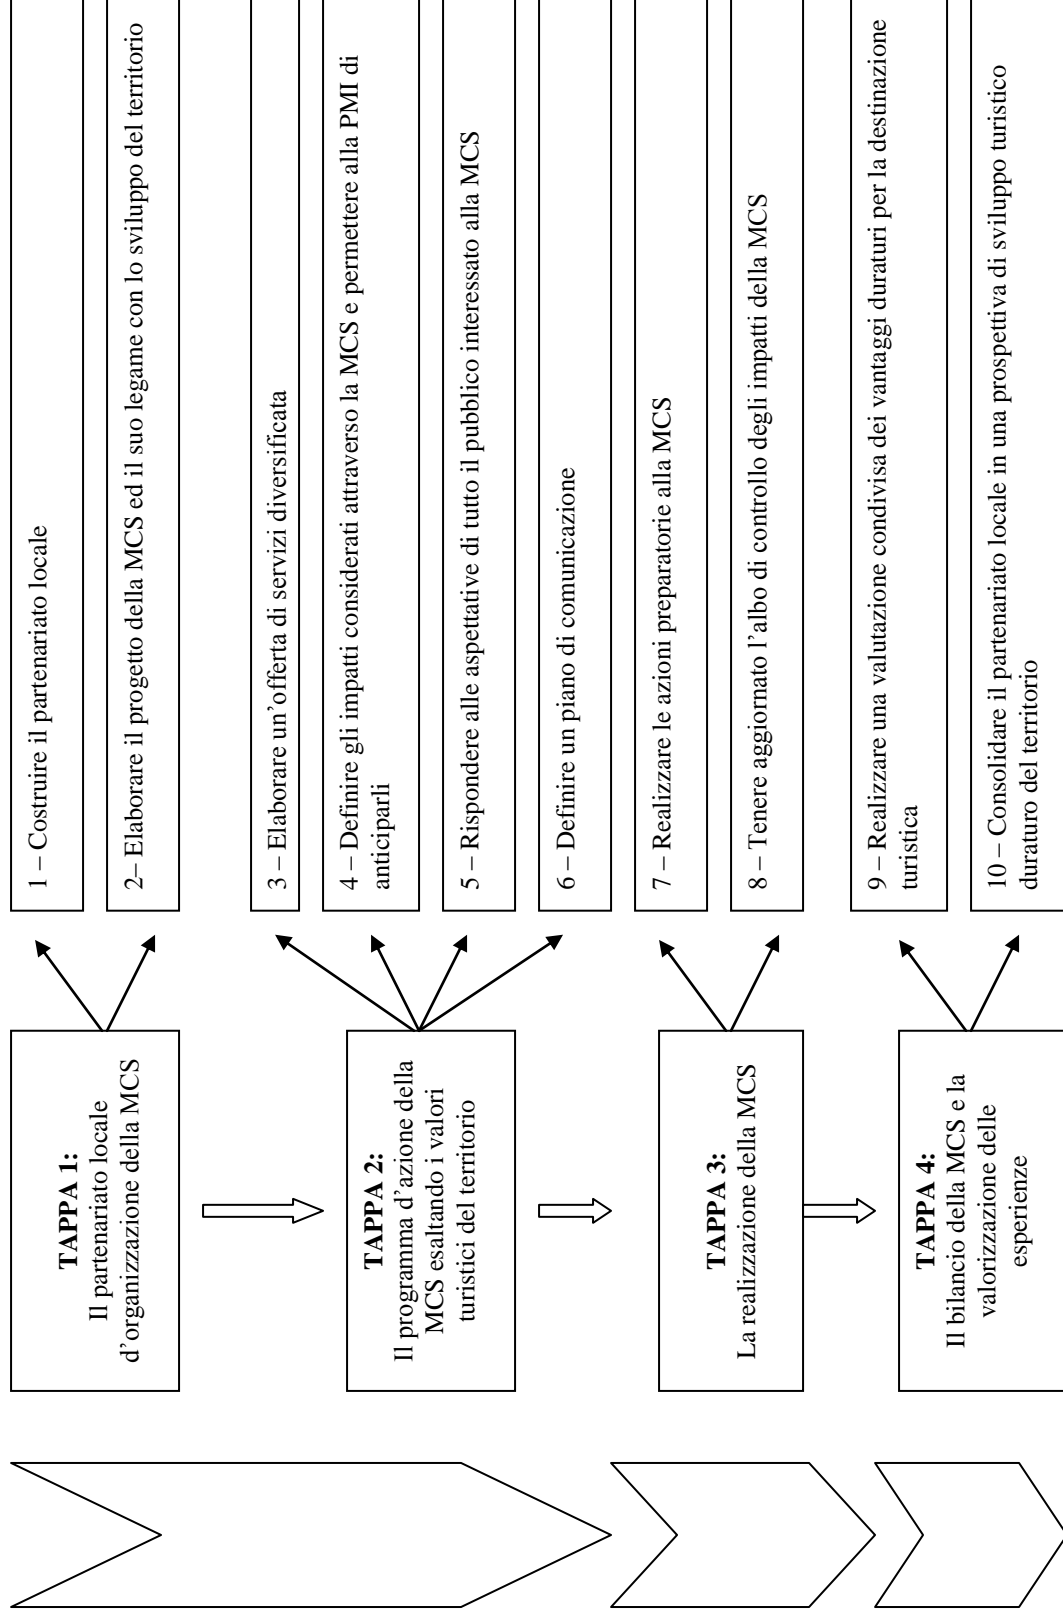 TAPPA 1:
Il partenariato locale
d’organizzazione della MCS
1 – Costruire il partenariato locale
2– Elaborare il progetto della MCS ed il suo legame con lo sviluppo del territorio
TAPPA 2:
Il programma d’azione della
MCS esaltando i valori
turistici del territorio
3 – Elaborare un’offerta di servizi diversificata
4 – Definire gli impatti considerati attraverso la MCS e permettere alla PMI di
anticiparli
5 – Rispondere alle aspettative di tutto il pubblico interessato alla MCS
6 – Definire un piano di comunicazione
TAPPA 3:
La realizzazione della MCS
7 – Realizzare le azioni preparatorie alla MCS
8 – Tenere aggiornato l’albo di controllo degli impatti della MCS
TAPPA 4:
Il bilancio della MCS e la
valorizzazione delle
esperienze
9 – Realizzare una valutazione condivisa dei vantaggi duraturi per la destinazione
turistica
10 – Consolidare il partenariato locale in una prospettiva di sviluppo turistico
duraturo del territorio